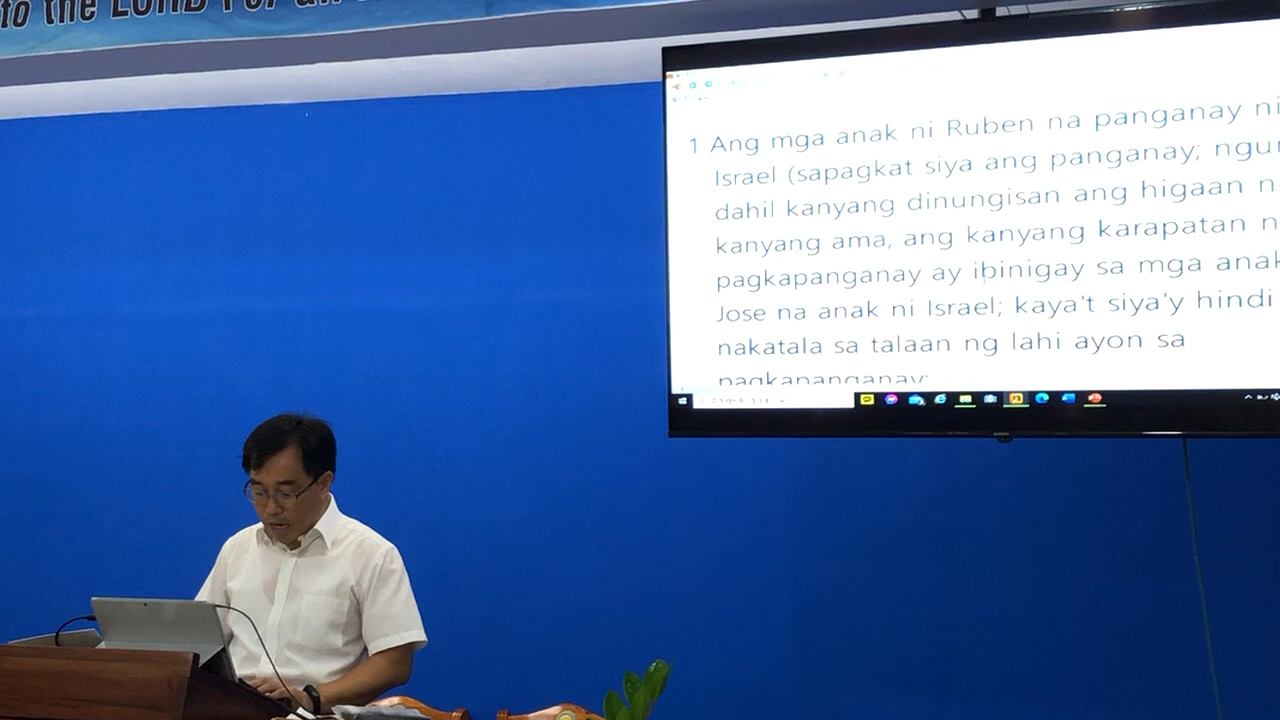 to the LORD For
1 Ang mga anak ni Ruben na panganay ni
Israel (sapagkat siya ang panganay; ngun
dahil kanyang dinungisan ang higaan n
kanyang ama, ang kanyang karapatan n
pagkapanganay ay ibinigay sa mga anak
Jose na anak ni Israel; kaya't siya'y hindi
nakatala sa talaan ng lahi ayon sa
pagkapanganay;